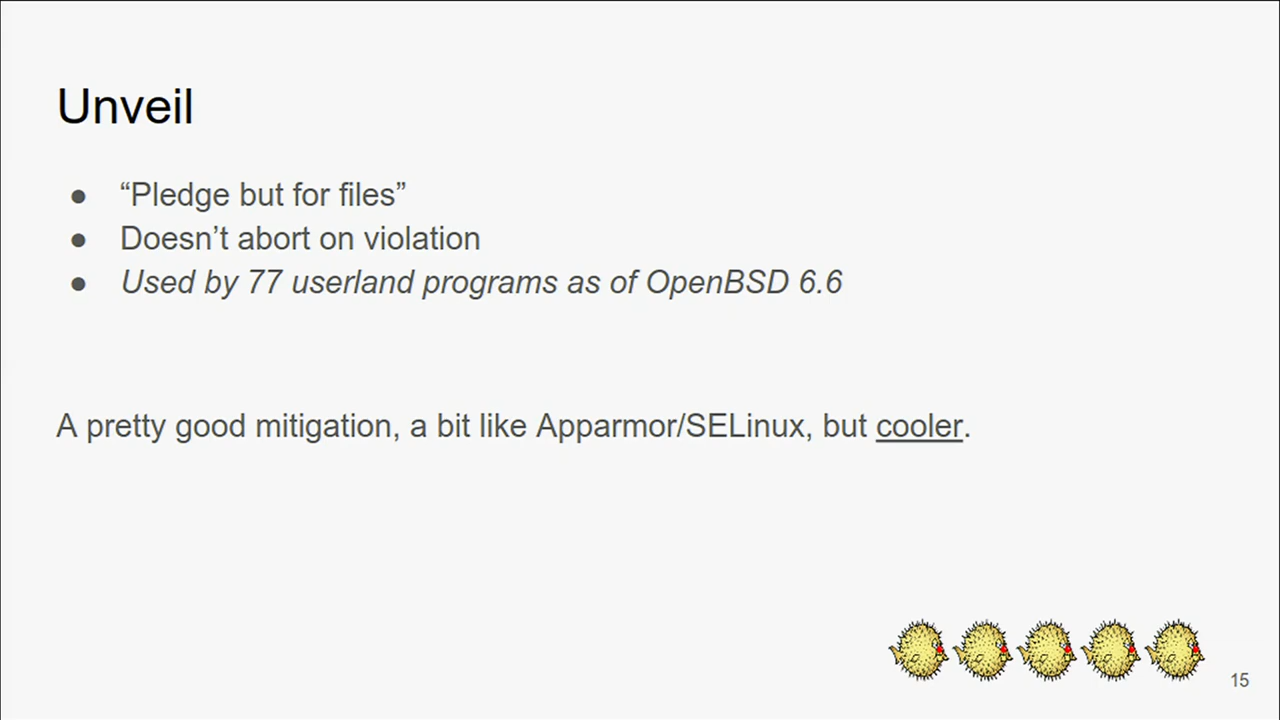 Unveil
● “Pledge but for files”
● Doesn’t abort on violation
● Used by 77 userland programs as of OpenBSD 6.6
A pretty good mitigation, a bit like Apparmor/SELinux, but cooler.
15